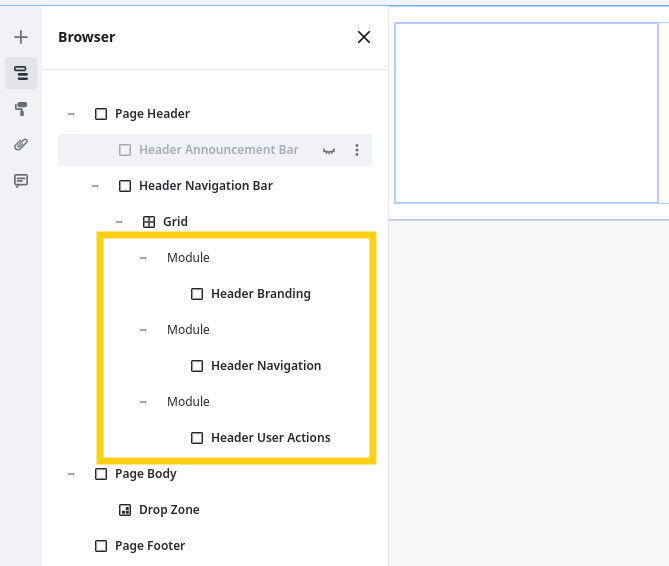 Browser
Page Header
Header Announcement Bar
Header Navigation Bar
Grid
Module
Header Branding
Module
Header Navigation
Module
Header User Actions
Page Body
Drop Zone
Page Footer